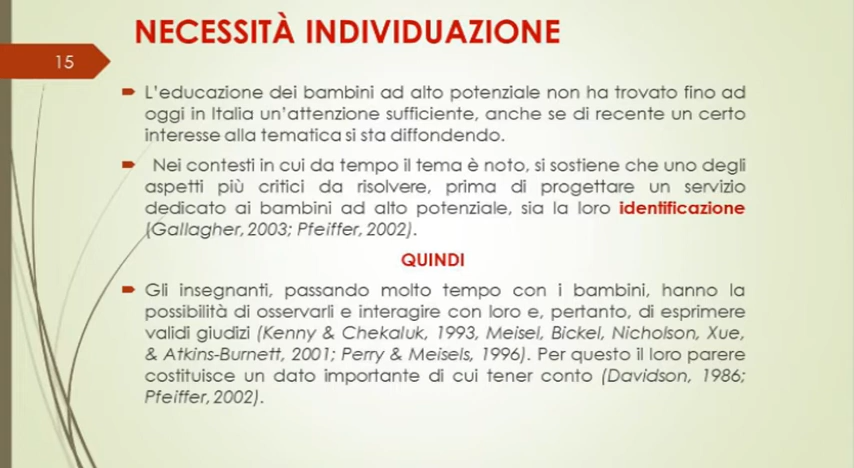 NECESSITÀ INDIVIDUAZIONE
15
L'educazione dei bambini ad alto potenziale non ha trovato fino ad
oggi in Italia un'attenzione sufficiente, anche se di recente un certo
interesse alla tematica si sta diffondendo.
Nei contesti in cui da tempo il tema è noto, si sostiene che uno degli
aspetti più critici da risolvere, prima di progettare un servizio
dedicato ai bambini ad alto potenziale, sia la loro identificazione
(Gallagher, 2003; Pfeiffer, 2002).
QUINDI
Gli insegnanti, passando molto tempo con i bambini, hanno la
possibilità di osservarli e interagire con loro e, pertanto, di esprimere
validi giudizi (Kenny & Chekaluk, 1993, Meisel, Bickel, Nicholson, Xue,
& Atkins-Burnett, 2001; Perry & Meisels, 1996). Per questo il loro parere
costituisce un dato importante di cui tener conto (Davidson, 1986;
Pfeiffer, 2002).